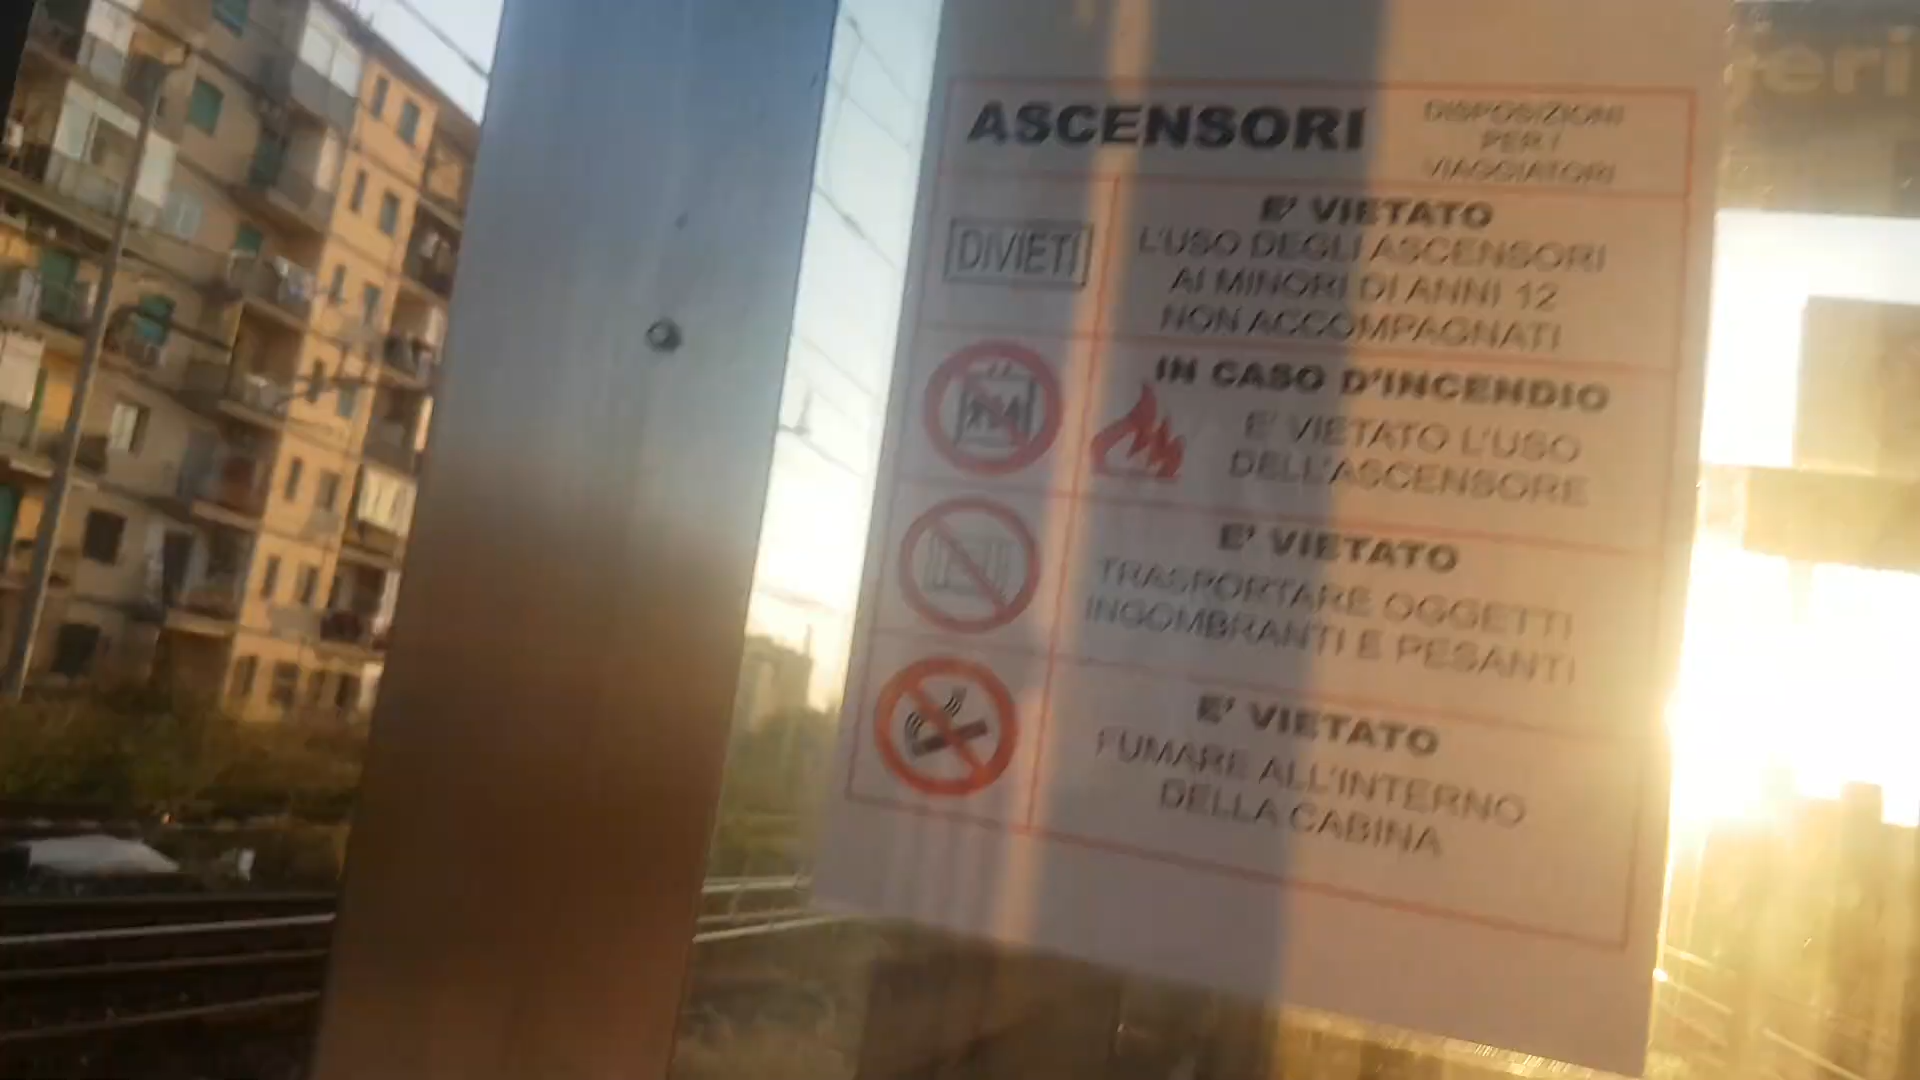 ASCENSORI
DISPOSIZIONI
PER I
VIAGGIATORI
DIVIETI
E' VIETATO
L'USO DEGLI ASCENSORI
AI MINORI DI ANNI 12
NON ACCOMPAGNATI
IN CASO D'INCENDIO
E' VIETATO L'USO
DELL'ASCENSORE
E' VIETATO
TRASPORTARE OGGETTI
INGOMBRANTI E PESANTI
E' VIETATO
FUMARE ALL'INTERNO
DELLA CABINA